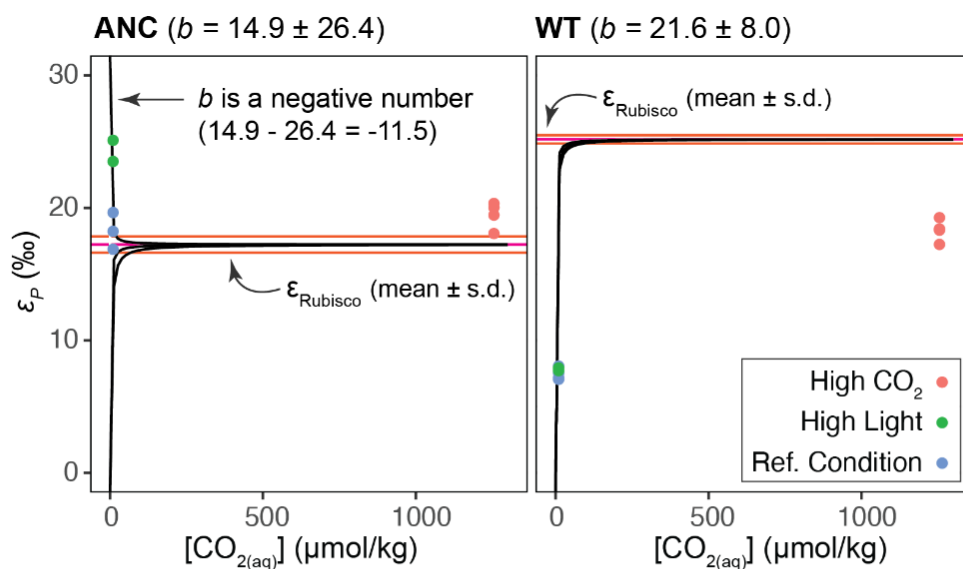 ANC (b = 14.9 ± 26.4)
WT (b = 21.6 ± 8.0)
30
20
10
0
εP (‰)
b is a negative number
(14.9 - 26.4 = -11.5)
εRubisco (mean ± s.d.)
εRubisco (mean ± s.d.)
High CO2
High Light
Ref. Condition
0 500 1000
0 500 1000
[CO2(aq)] (μmol/kg)
[CO2(aq)] (μmol/kg)